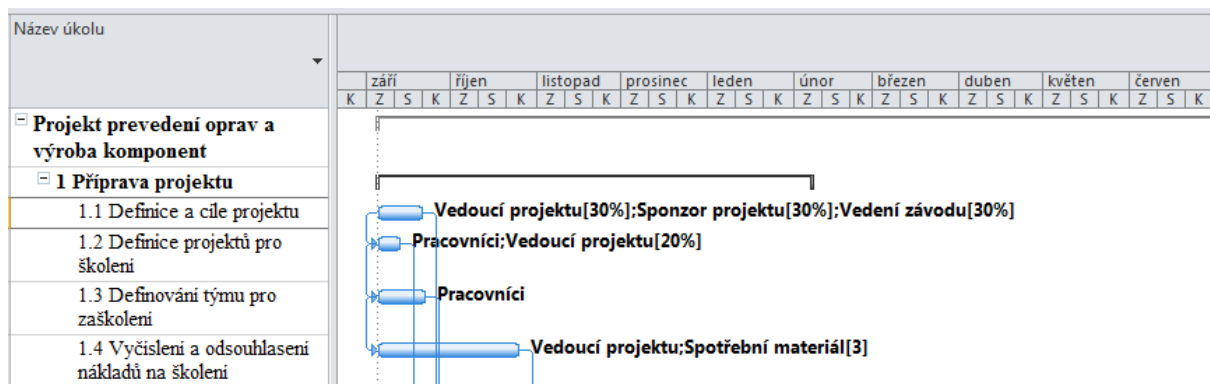 Název úkolu
září říjen listopad prosinec leden únor březen duben květen červen
K Z S K Z S K Z S K Z S K Z S K Z S K Z S K Z S K Z S K Z S K
Projekt prevedení oprav a
výroba komponent
1 Příprava projektu
1.1 Definice a cíle projektu
Vedoucí projektu[30%];Sponzor projektu[30%];Vedení závodu[30%]
1.2 Definice projektů pro
školení
Pracovníci;Vedoucí projektu[20%]
1.3 Definování týmu pro
zaškolení
Pracovníci
1.4 Vyčíslení a odsouhlasení
nákladů na školení
Vedoucí projektu;Spotřební materiál[3]